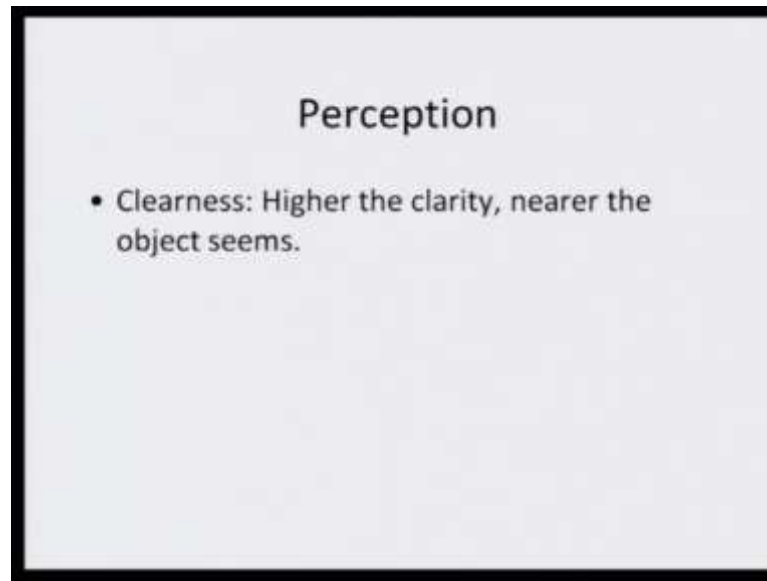 Perception
• Clearness: Higher the clarity, nearer the
object seems.